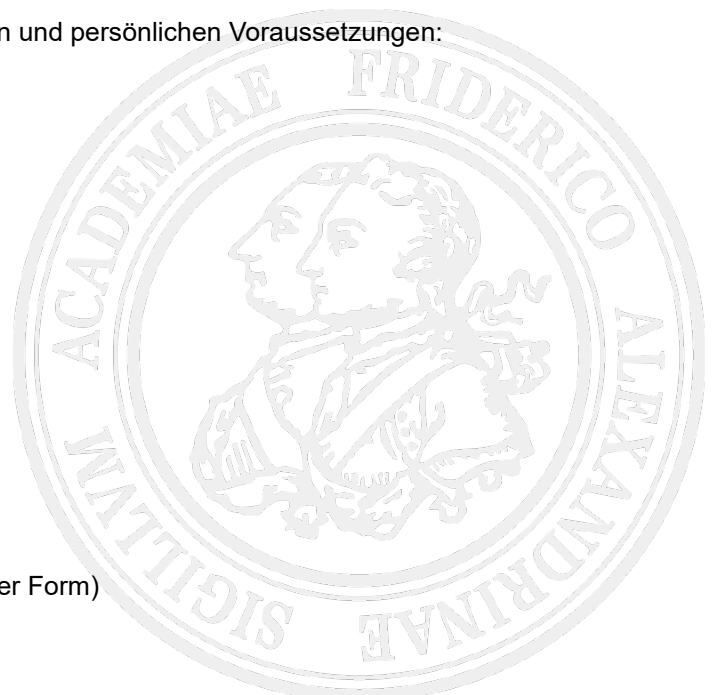 n und persönlichen Voraussetzungen:
SIGILLVM ACADEMIAE FRIDERICO ALEXANDRINAE
er Form)